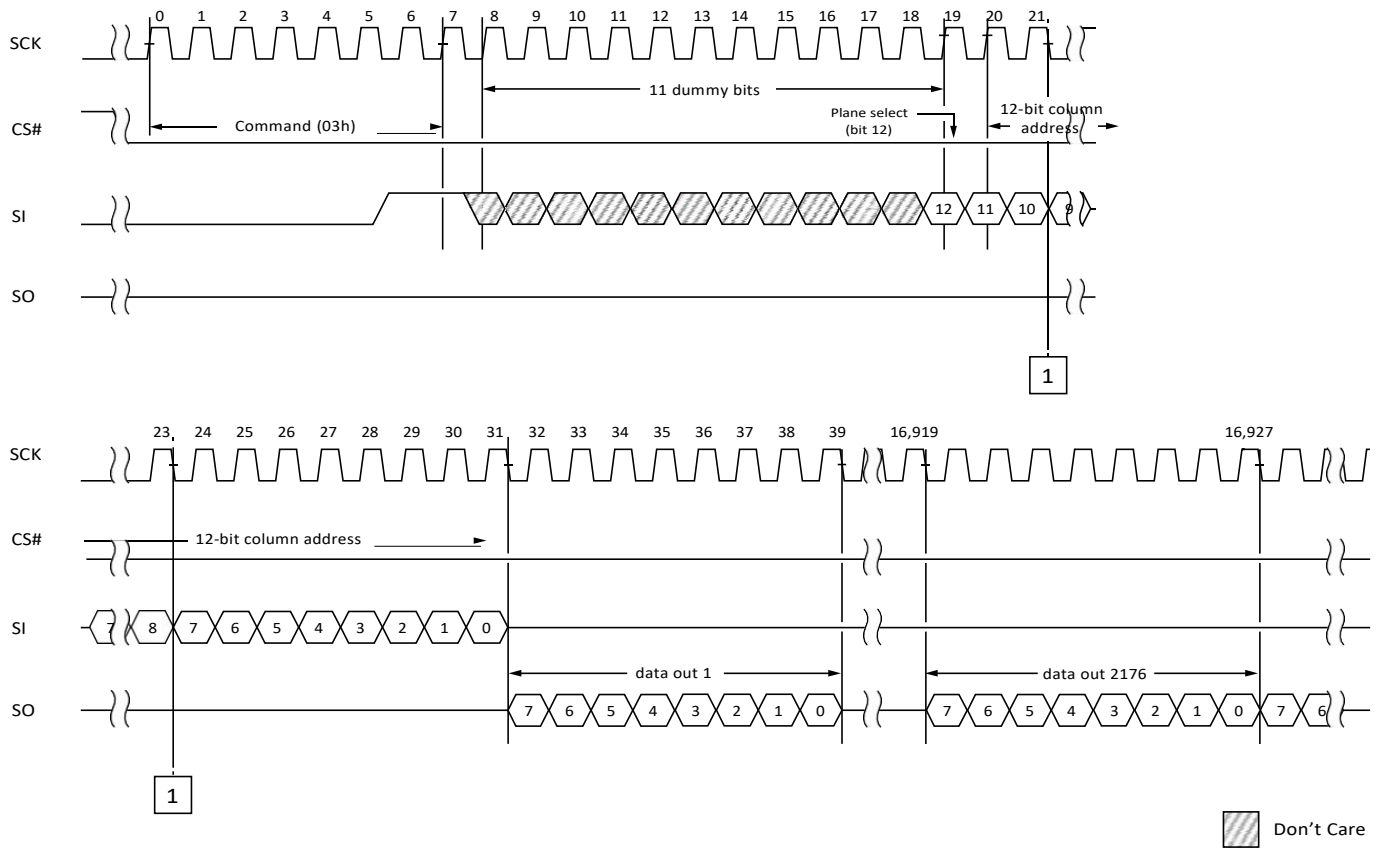 0 1 2 3 4 5 6 7 8 9 10 11 12 13 14 15 16 17 18 19 20 21
SCK
11 dummy bits
CS#
Command (03h)
Plane select
(bit 12)
12-bit column
address
SI
12 11 10 9
SO
1
23 24 25 26 27 28 29 30 31 32 33 34 35 36 37 38 39 16,919 16,927
SCK
CS#
12-bit column address
SI
7 8 7 6 5 4 3 2 1 0
data out 1 data out 2176
SO
7 6 5 4 3 2 1 0 7 6 5 4 3 2 1 0 7 6
1
Don't Care